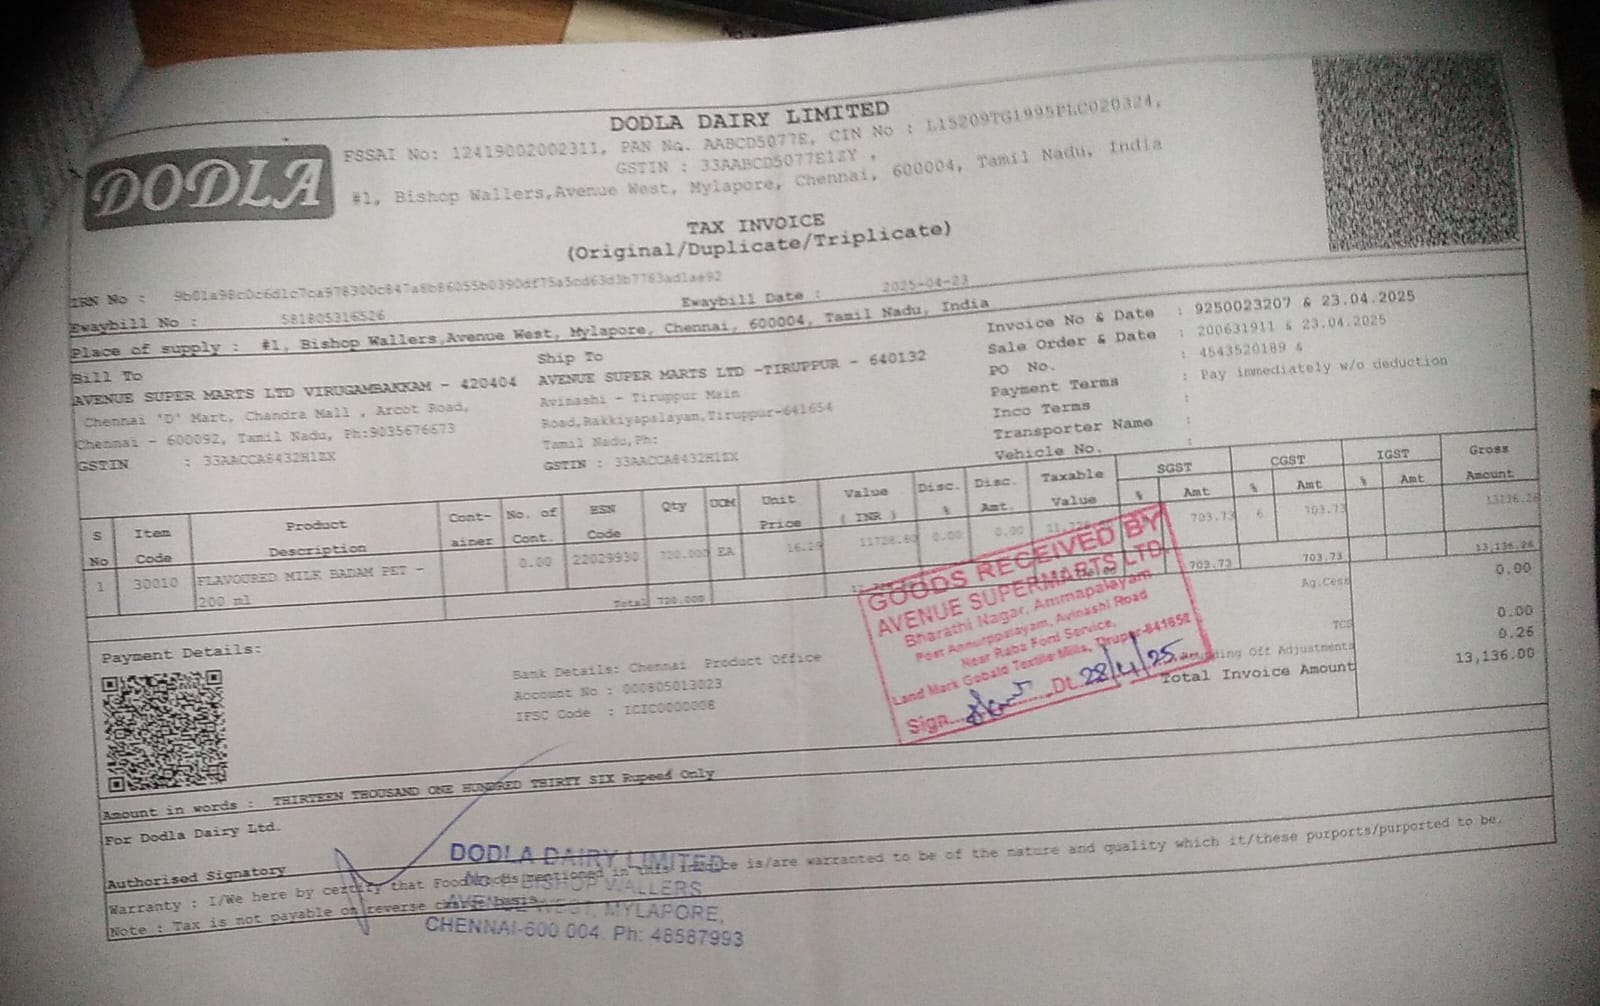 DODLA
DODLA DAIRY LIMITED
FSSAI No: 12419002002311, PAN No. AABCD5077E, CIN No : L15209TG1995PLC020324,
GSTIN : 33AABCD5077E1ZY ,
#1, Bishop Wallers,Avenue West, Mylapore, Chennai, 600004, Tamil Nadu, India
TAX INVOICE
(Original/Duplicate/Triplicate)
IRN No :
Ewaybill No : 581805316526 Ewaybill Date : 2025-04-23
Place of supply : #1, Bishop Wallers,Avenue West, Mylapore, Chennai, 600004, Tamil Nadu, India
Bill To
AVENUE SUPER MARTS LTD VIRUGAMBAKKAM - 420404
Chennai 'D' Mart, Chandra Mall , Arcot Road,
Chennai - 600092, Tamil Nadu, Ph:9035676673
GSTIN : 33AACCA8432H1ZX
Ship To
AVENUE SUPER MARTS LTD -TIRUPPUR - 640132
Avinashi - Tiruppur Main
Road,Rakkiyapalayan,Tiruppur-641654
Tamil Nadu,Ph:
GSTIN : 33AACCA8432H1ZX
Invoice No & Date : 9250023207 & 23.04.2025
Sale Order & Date : 200631911 & 23.04.2025
PO No. : 4543520189 &
Payment Terms : Pay immediately w/o deduction
Inco Terms :
Transporter Name :
Vehicle No. :
S No Item Code Product Description Cont-ainer No. of Cont. HSN Code Qty UOM Unit Price Value ( INR ) Disc. % Disc. Amt. Taxable Value SGST % Amt CGST % Amt IGST % Amt Gross Amount
1 30010 FLAVOURED MILK BADAM PET - 0.00 22029930 720.000 EA 16.29 11728.80 0.00 0.00 703.73 6 703.73 13136.26
200 ml
Total 720.000 703.73 703.73 13,136.26
Ag.Cess 0.00
TCS 0.00
Rounding Off Adjustments 0.26
Total Invoice Amount 13,136.00
GOODS RECEIVED BY
AVENUE SUPERMARTS LTD.
Bharathi Nagar, Ammapalayam
Post Annurppalayam, Avinashi Road
Near Raba Ford Service,
Land Mark Gobald Textile Mills, Tirupur-641652
Sign........Dt. 28/4/25
Payment Details:
Bank Details: Chennai Product Office
Account No : 000805013023
IFSC Code : ICIC0000008
Amount in words : THIRTEEN THOUSAND ONE HUNDRED THIRTY SIX Rupees Only
For Dodla Dairy Ltd.
Authorised Signatory
DODLA DAIRY LIMITED
BISHOP WALLERS
AVENUE WEST, MYLAPORE,
CHENNAI-600 004. Ph: 48587993
Warranty : I/We here by certify that Food mentioned in this invoice is/are warranted to be of the nature and quality which it/these purports/purported to be.
Note : Tax is not payable on reverse charge basis.